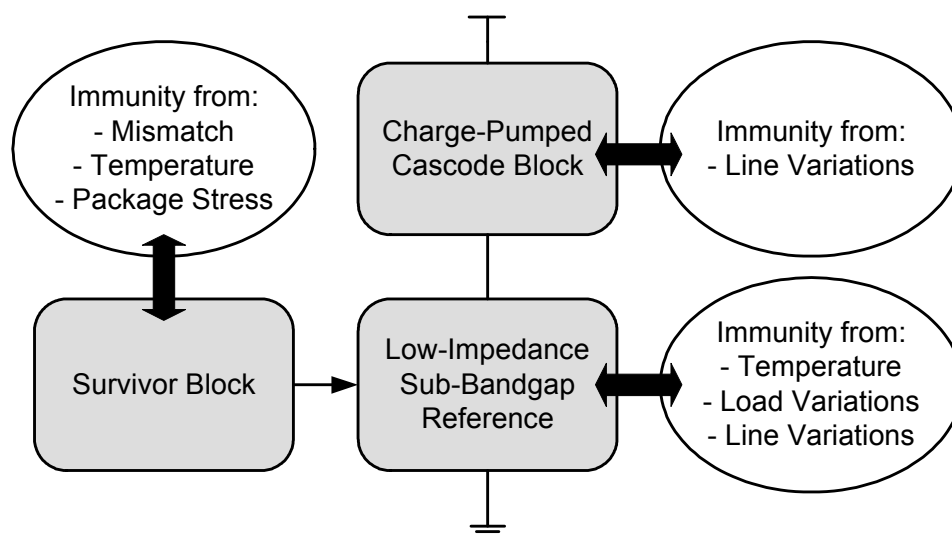 Immunity from:
- Mismatch
- Temperature
- Package Stress
Charge-Pumped
Cascode Block
Immunity from:
- Line Variations
Survivor Block
Low-Impedance
Sub-Bandgap
Reference
Immunity from:
- Temperature
- Load Variations
- Line Variations